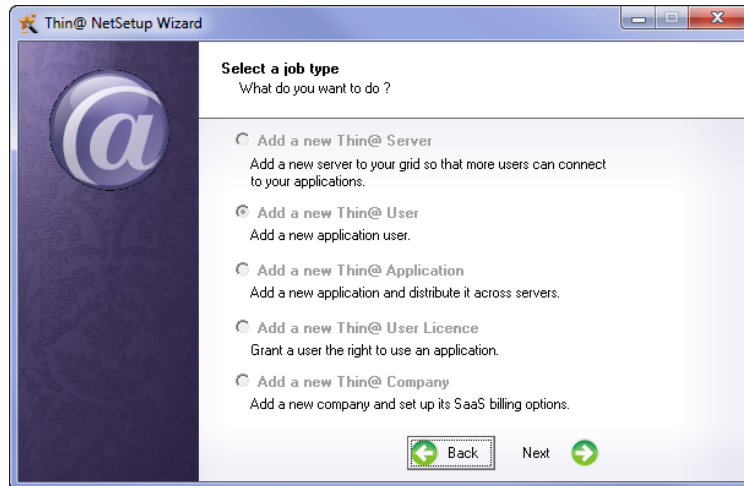 Thin@ NetSetup Wizard
Select a job type
What do you want to do ?
Add a new Thin@ Server
Add a new server to your grid so that more users can connect
to your applications.
Add a new Thin@ User
Add a new application user.
Add a new Thin@ Application
Add a new application and distribute it across servers.
Add a new Thin@ User Licence
Grant a user the right to use an application.
Add a new Thin@ Company
Add a new company and set up its SaaS billing options.
Back Next